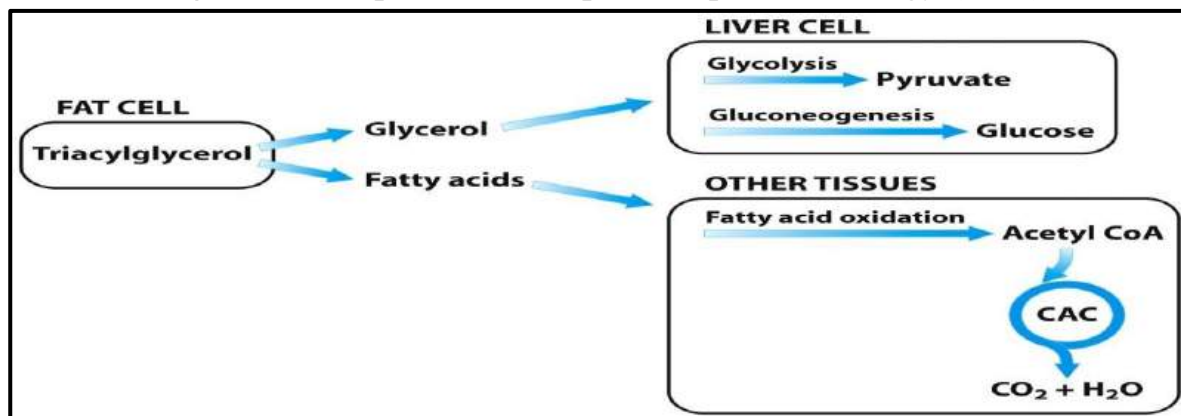 LIVER CELL
Glycolysis
Pyruvate
Gluconeogenesis
Glucose
FAT CELL
Triacylglycerol
Glycerol
Fatty acids
OTHER TISSUES
Fatty acid oxidation
Acetyl CoA
CAC
CO₂ + H₂O